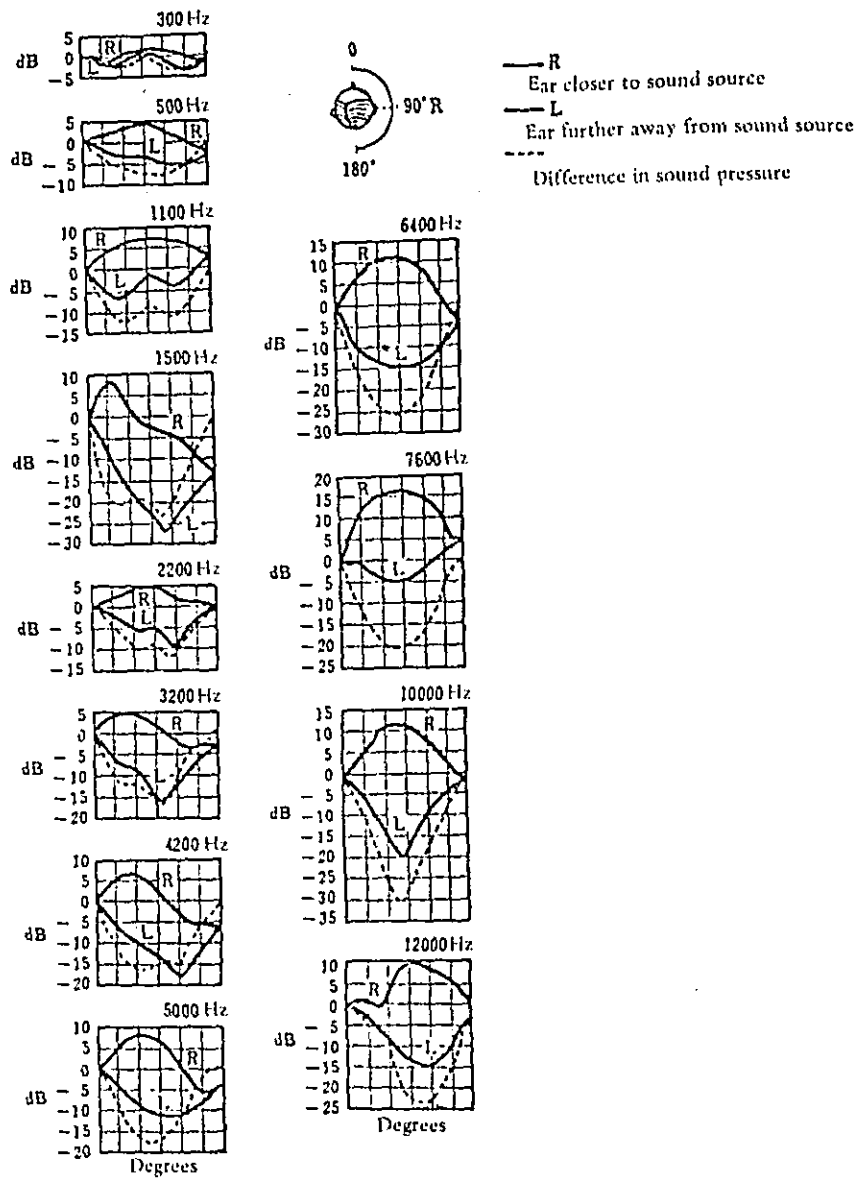 300 Hz
5
0
−5
dB
R
L
500 Hz
5
0
− 5
−10
dB
R
L
1100 Hz
10
5
0
− 5
−10
−15
dB
R
L
1500 Hz
10
5
0
− 5
−10
−15
−20
−25
−30
dB
R
L
2200 Hz
5
0
− 5
−10
−15
dB
R
L
3200 Hz
5
0
− 5
−10
−15
−20
dB
R
L
4200 Hz
10
5
0
− 5
−10
−15
−20
dB
R
L
5000 Hz
10
5
0
− 5
−10
−15
−20
dB
R
Degrees
0
90° R
180°
R
Ear closer to sound source
L
Ear further away from sound source
Difference in sound pressure
6400 Hz
15
10
5
0
− 5
−10
−15
−20
−25
−30
dB
R
L
7600 Hz
20
15
10
5
0
− 5
−10
−15
−20
−25
dB
R
L
10000 Hz
15
10
5
0
− 5
−10
−15
−20
−25
−30
−35
dB
R
L
12000 Hz
10
5
0
− 5
−10
−15
−20
−25
dB
R
L
Degrees